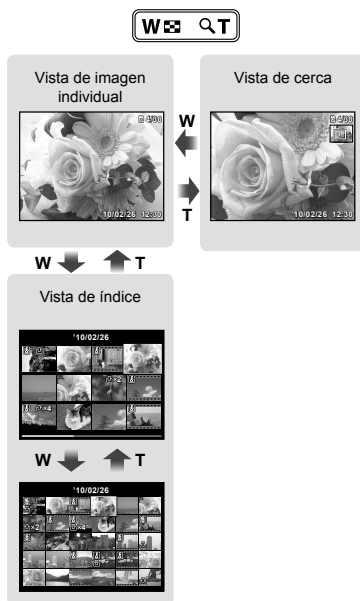 W T
Vista de imagen
individual
4/30
10/02/26 12:30
W
T
Vista de cerca
4/30
10/02/26 12:30
W T
Vista de índice
'10/02/26
×2
×4
W T
'10/02/26
×2
×4